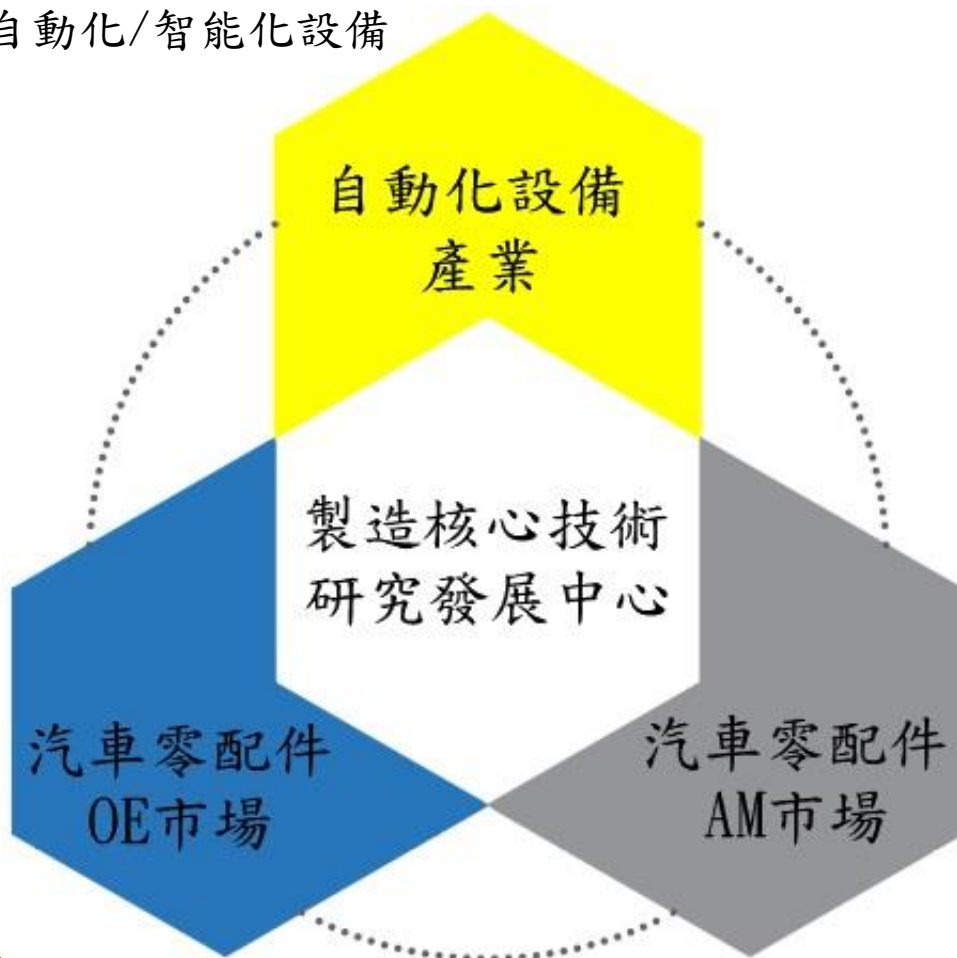 自動化/智能化設備
自動化設備
產業
製造核心技術
研究發展中心
汽車零配件
OE市場
汽車零配件
AM市場